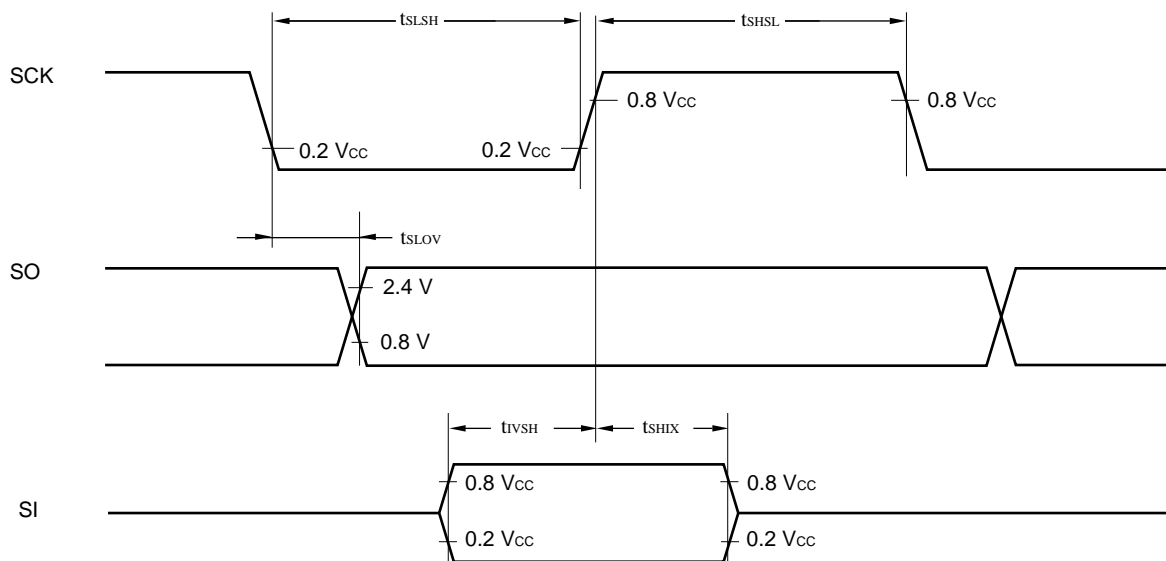 tSLSH tSHSL
SCK
0.8 VCC 0.8 VCC
0.2 VCC 0.2 VCC
tSLOV
SO
2.4 V
0.8 V
tIVSH tSHIX
0.8 VCC 0.8 VCC
SI
0.2 VCC 0.2 VCC